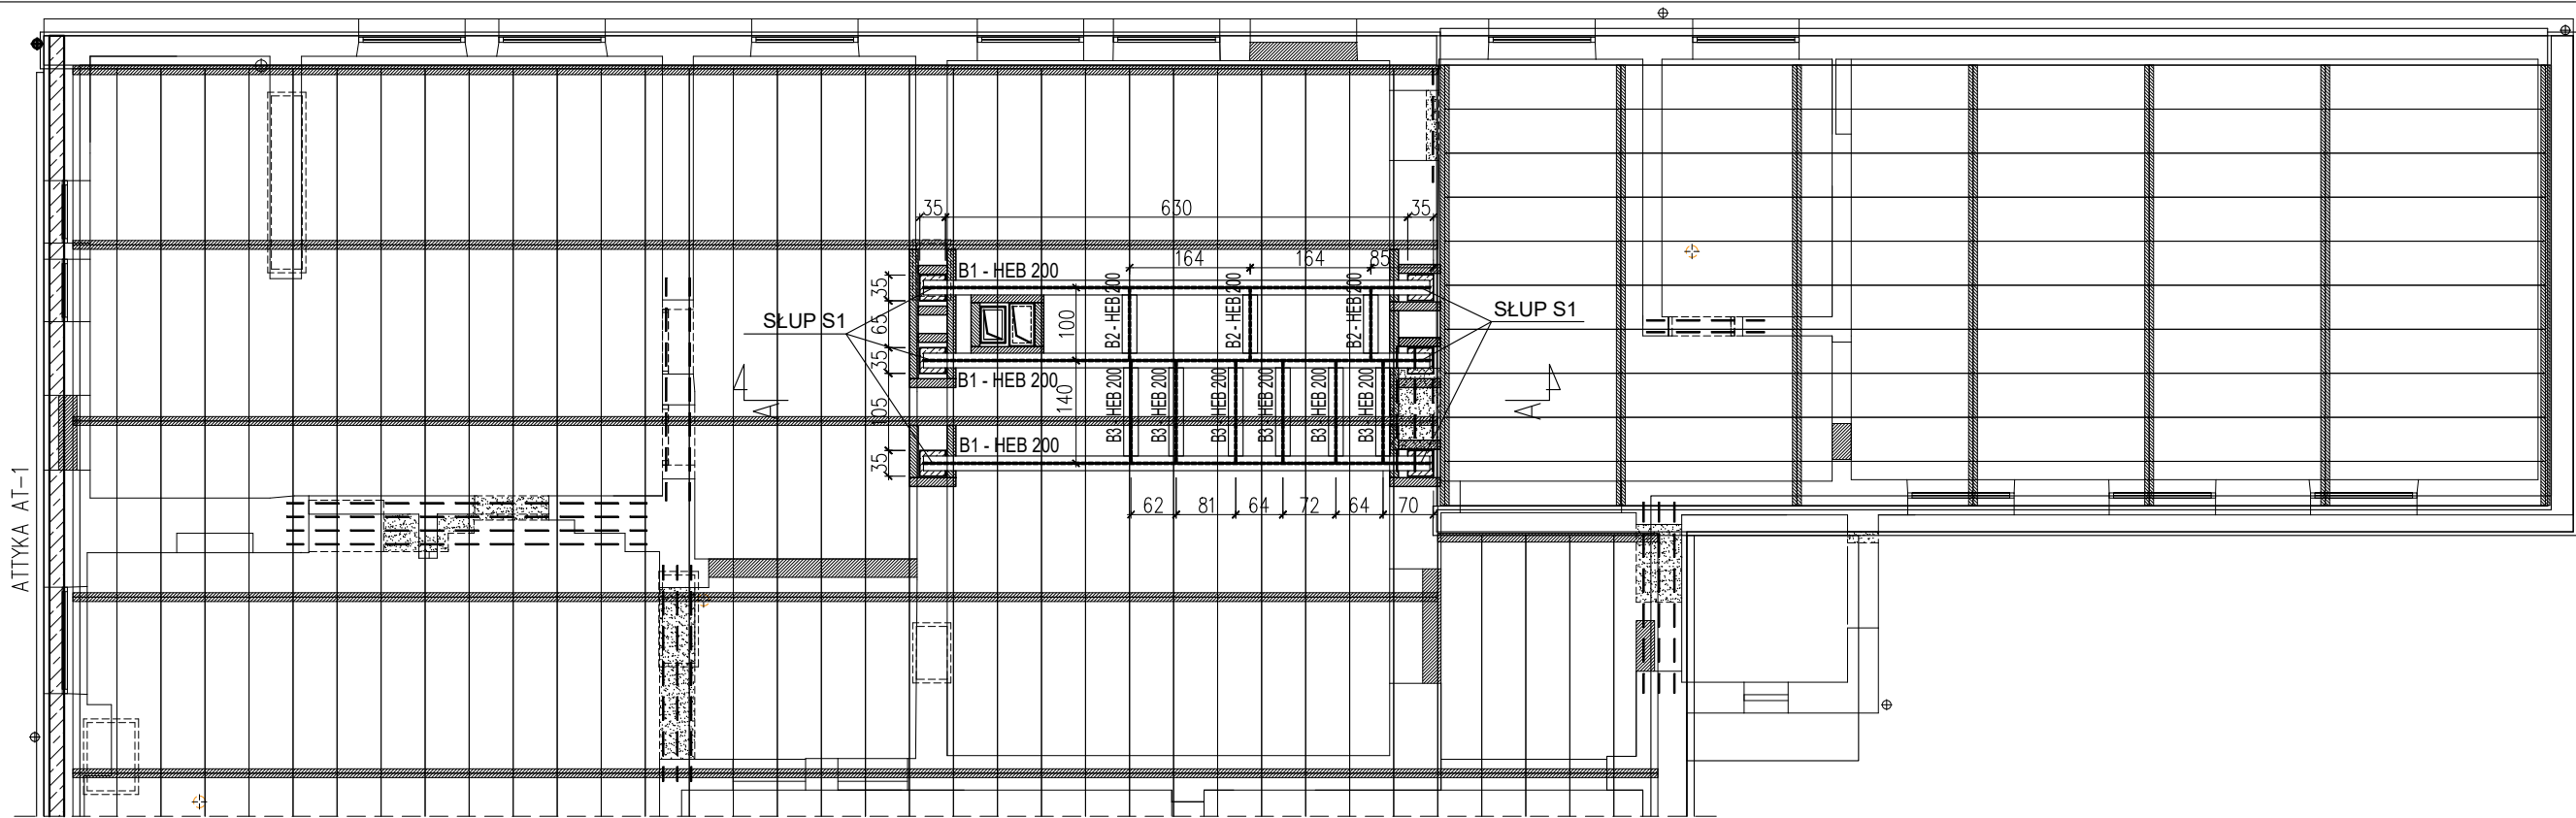 35
630
35
164
164
85
B1 - HEB 200
35
65
35
105
35
100
140
B2 - HEB 200
B2 - HEB 200
B2 - HEB 200
SŁUP S1
SŁUP S1
B1 - HEB 200
A
A
B3 - HEB 200
B3 - HEB 200
B3 - HEB 200
B3 - HEB 200
B3 - HEB 200
B3 - HEB 200
B1 - HEB 200
62
81
64
72
64
70
ATTYKA AT-1